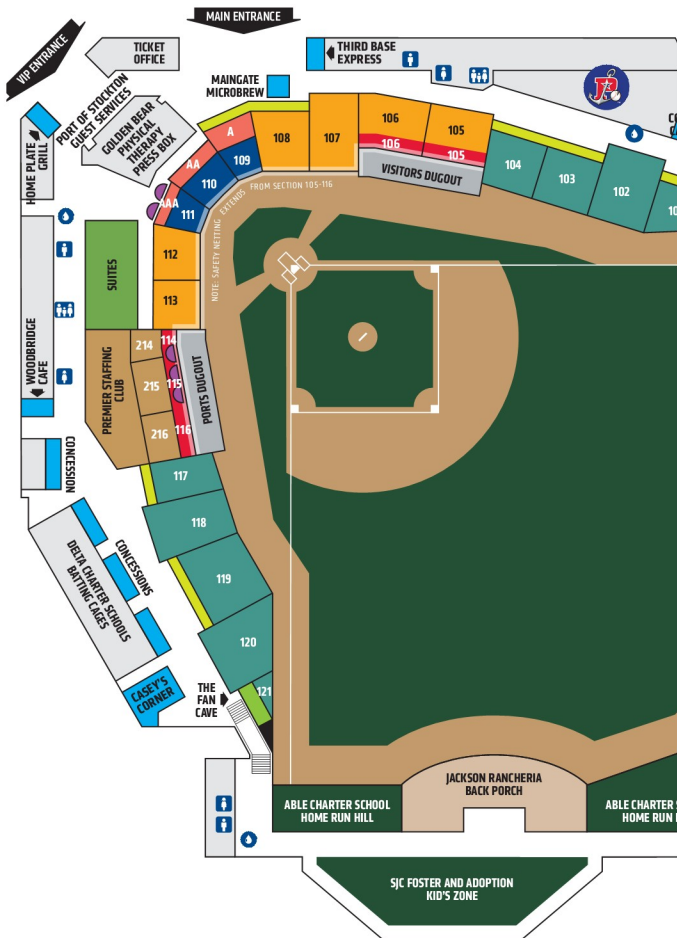 MAIN ENTRANCE
VIP ENTRANCE
TICKET
OFFICE
THIRD BASE
EXPRESS
MAINGATE
MICROBREW
PORT OF STOCKTON
GUEST SERVICES
GOLDEN BEAR
PHYSICAL
THERAPY
PRESS BOX
HOME PLATE
GRILL
P
A
AA
AAA
108
107
106
105
106
105
VISITORS DUGOUT
104
103
102
109
110
111
NOTE: SAFETY NETTING EXTENDS FROM SECTION 105-116
112
113
SUITES
WOODBRIDGE
CAFE
PREMIER STAFFING
CLUB
214
215
216
114
115
116
PORTS DUGOUT
CONCESSION
117
118
119
120
121
CONCESSIONS
DELTA CHARTER SCHOOLS
BATTING CAGES
CASEY'S
CORNER
THE
FAN
CAVE
JACKSON RANCHERIA
BACK PORCH
ABLE CHARTER SCHOOL
HOME RUN HILL
ABLE CHARTER
HOME RUN
SJC FOSTER AND ADOPTION
KID'S ZONE